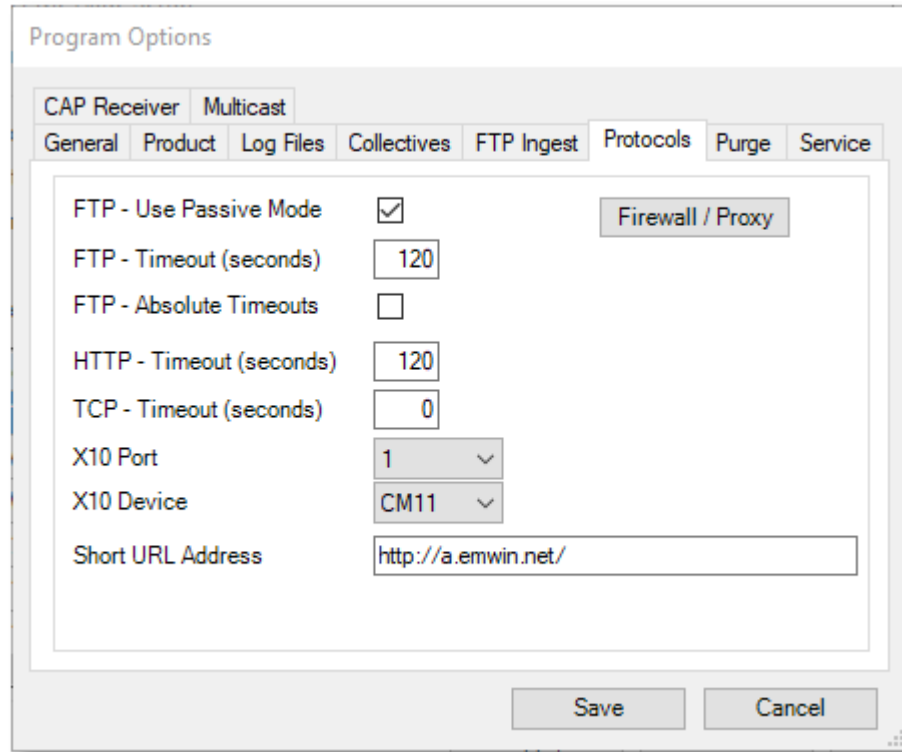 Program Options
CAP Receiver Multicast
General Product Log Files Collectives FTP Ingest Protocols Purge Service
FTP - Use Passive Mode Firewall / Proxy
FTP - Timeout (seconds) 120
FTP - Absolute Timeouts
HTTP - Timeout (seconds) 120
TCP - Timeout (seconds) 0
X10 Port 1
X10 Device CM11
Short URL Address http://a.emwin.net/
Save Cancel